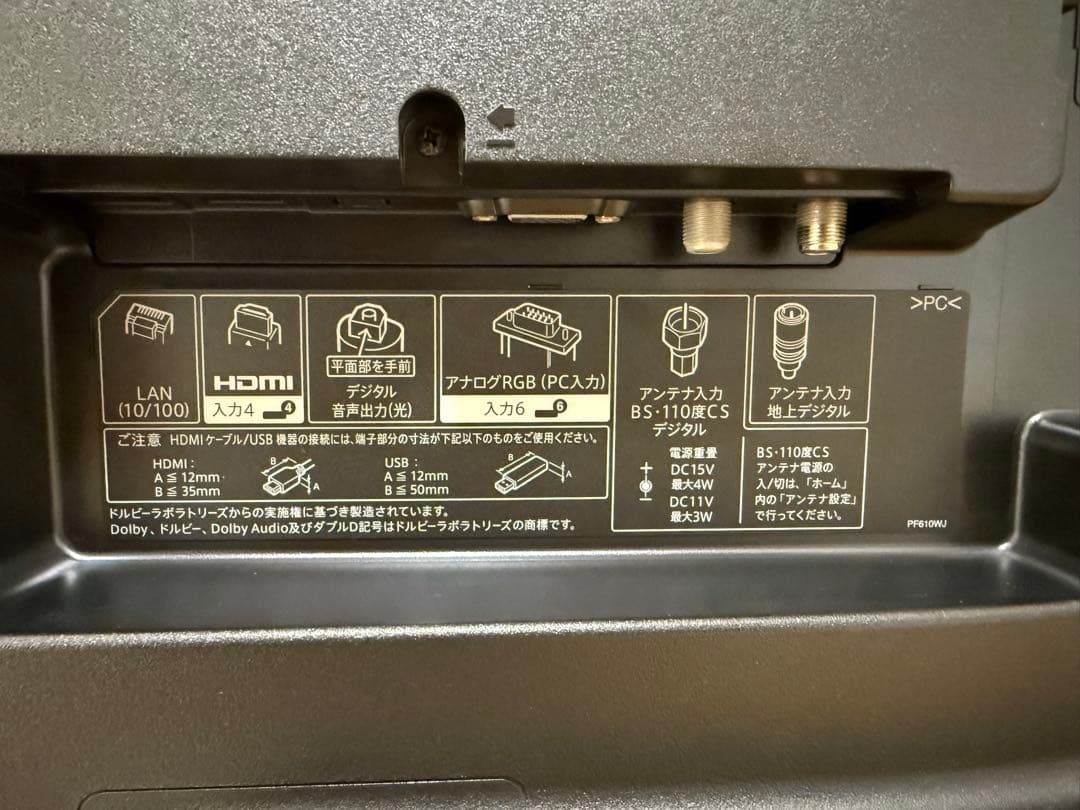 LAN
(10/100)
HDMI
入力4 4
平面部を手前
デジタル
音声出力(光)
アナログRGB (PC入力)
入力6 6
アンテナ入力
BS・110度CS
デジタル
アンテナ入力
地上デジタル
>PC<
ご注意 HDMIケーブル/USB 機器の接続には、端子部分の寸法が下記以下のものをご使用ください。
HDMI :
A ≦ 12mm
B ≦ 35mm
B
A
USB :
A ≦ 12mm
B ≦ 50mm
B
A
電源重畳
DC15V
最大4W
DC11V
最大3W
BS・110度CS
アンテナ電源の
入/切は、「ホーム」
内の「アンテナ設定」
で行ってください。
ドルビーラボラトリーズからの実施権に基づき製造されています。
Dolby、ドルビー、Dolby Audio及びダブルD記号はドルビーラボラトリーズの商標です。
PF610WJ